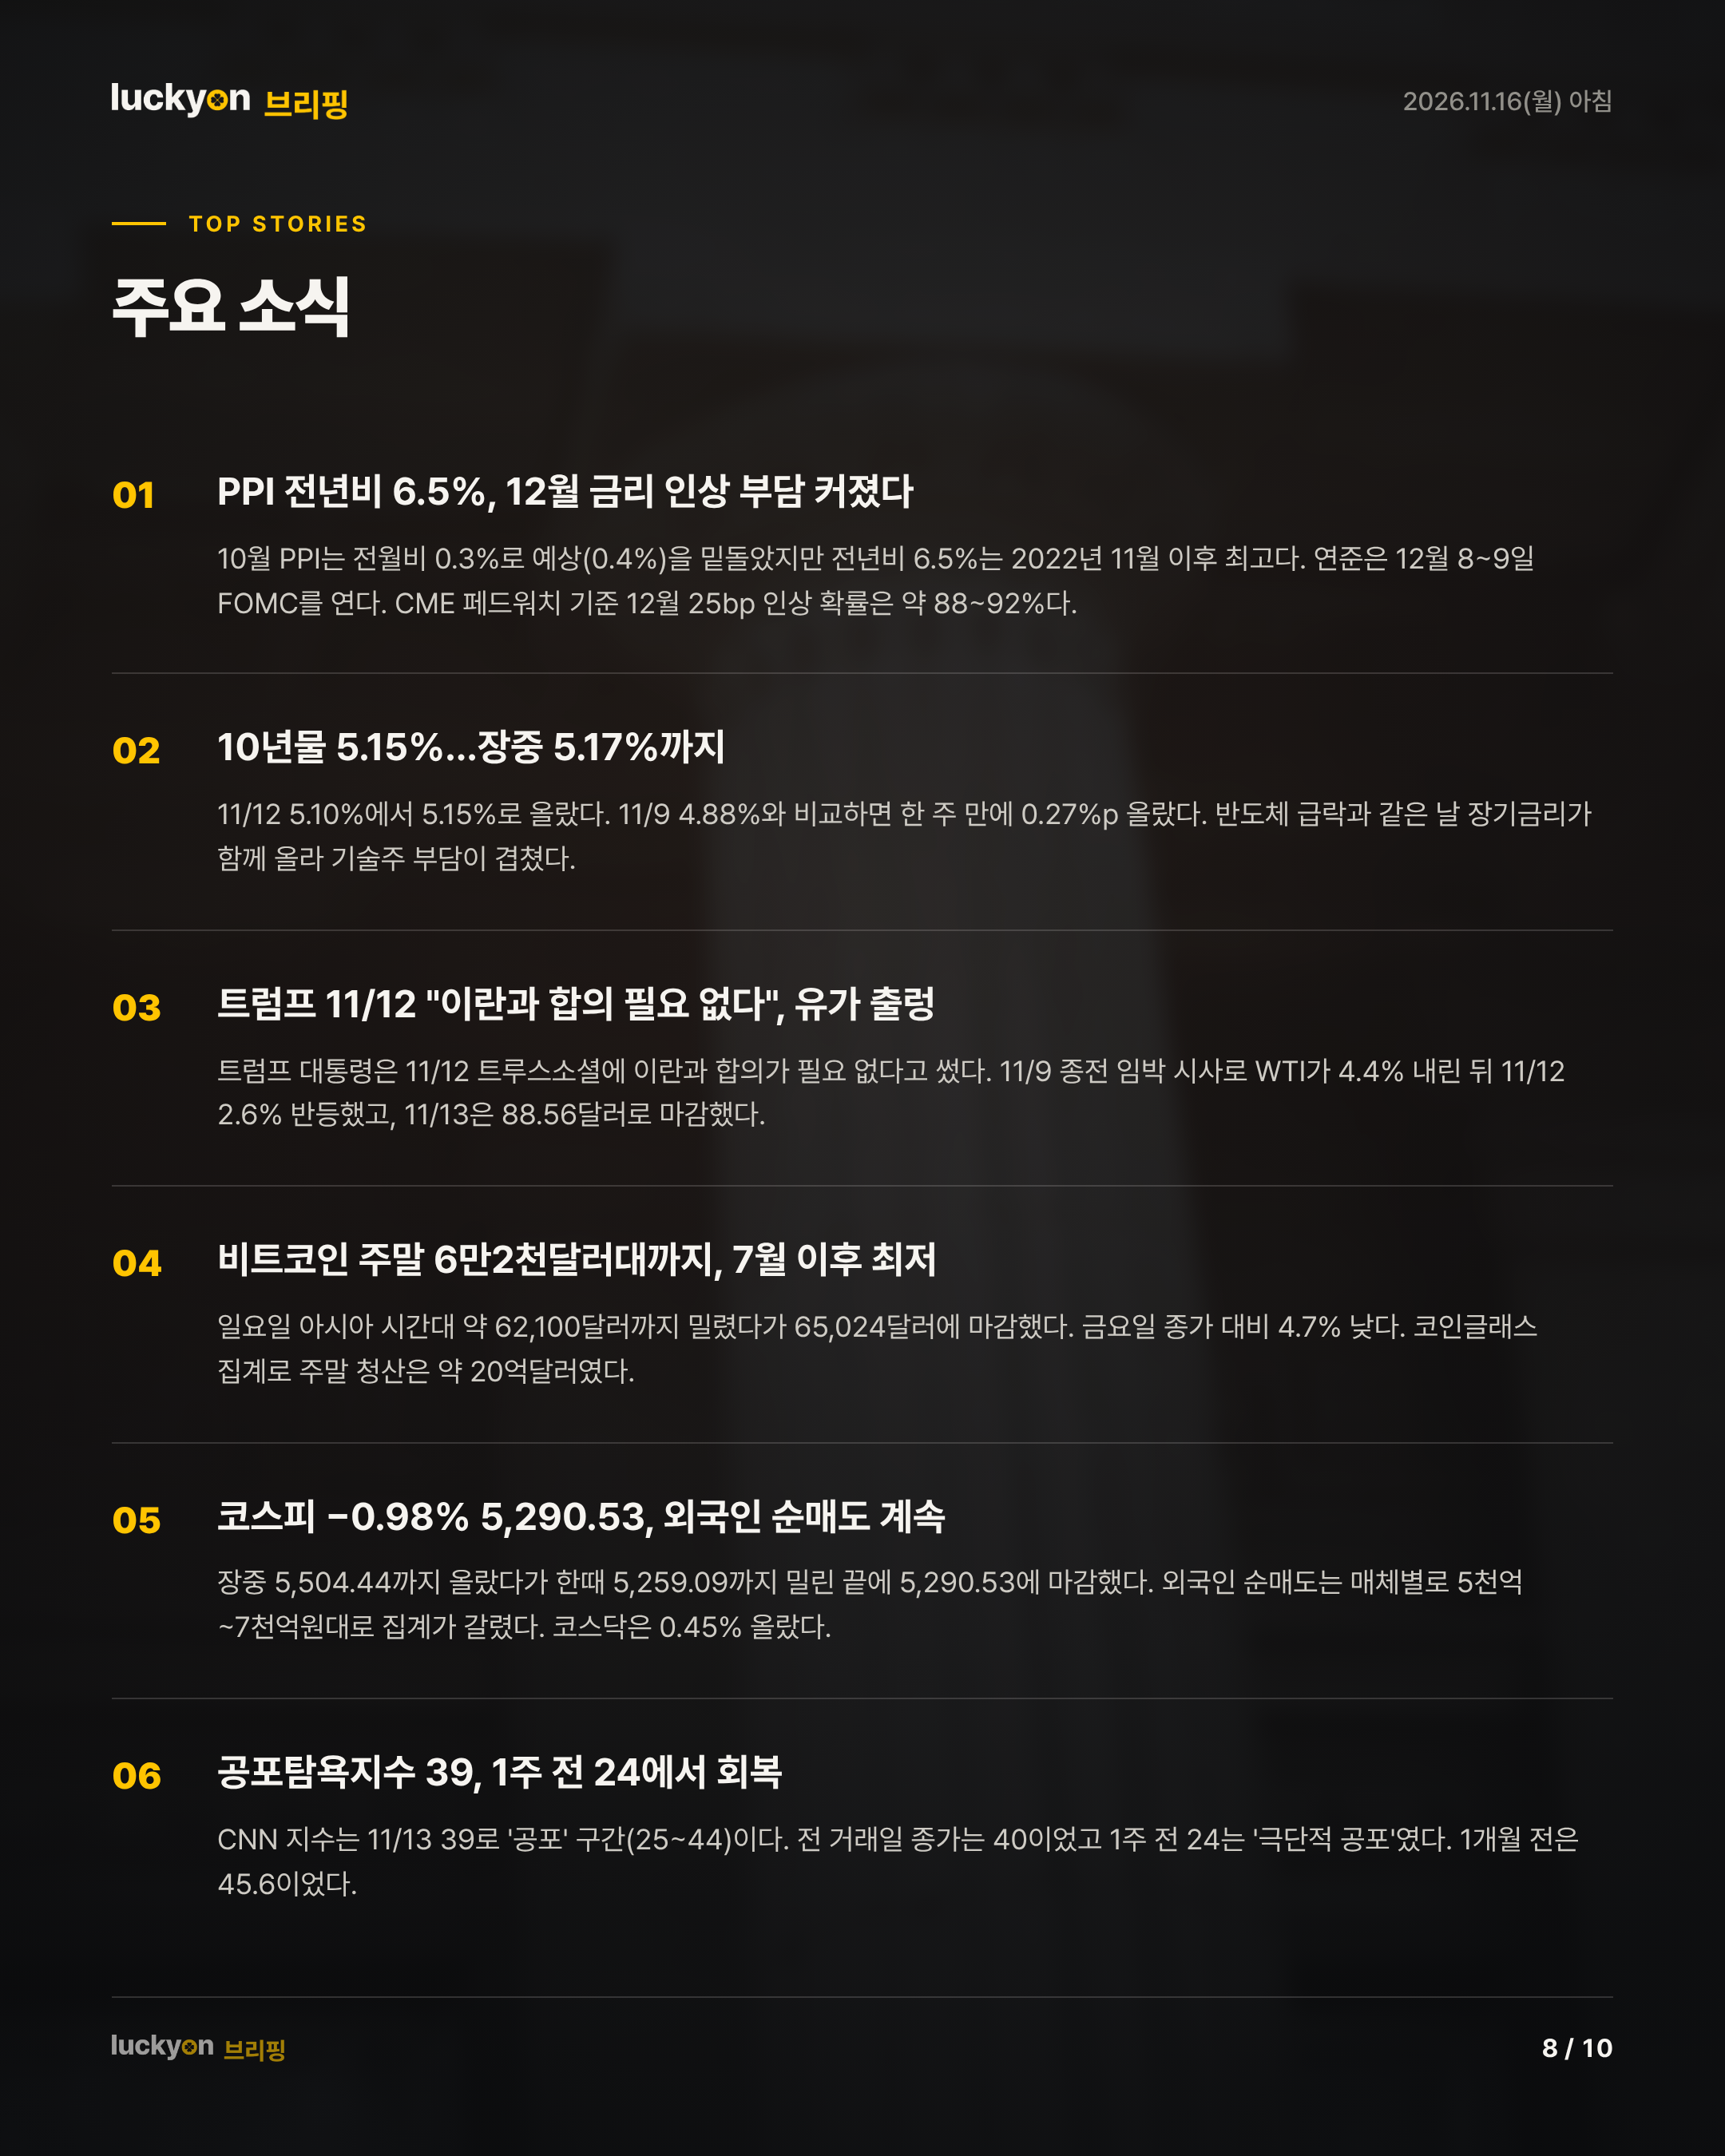 luckyon 브리핑
2026.11.16(월) 아침
TOP STORIES
주요 소식
01
PPI 전년비 6.5%, 12월 금리 인상 부담 커졌다
10월 PPI는 전월비 0.3%로 예상(0.4%)을 밑돌았지만 전년비 6.5%는 2022년 11월 이후 최고다. 연준은 12월 8~9일
FOMC를 연다. CME 페드워치 기준 12월 25bp 인상 확률은 약 88~92%다.
02
10년물 5.15%…장중 5.17%까지
11/12 5.10%에서 5.15%로 올랐다. 11/9 4.88%와 비교하면 한 주 만에 0.27%p 올랐다. 반도체 급락과 같은 날 장기금리가
함께 올라 기술주 부담이 겹쳤다.
03
트럼프 11/12 "이란과 합의 필요 없다", 유가 출렁
트럼프 대통령은 11/12 트루스소셜에 이란과 합의가 필요 없다고 썼다. 11/9 종전 임박 시사로 WTI가 4.4% 내린 뒤 11/12
2.6% 반등했고, 11/13은 88.56달러로 마감했다.
04
비트코인 주말 6만2천달러대까지, 7월 이후 최저
일요일 아시아 시간대 약 62,100달러까지 밀렸다가 65,024달러에 마감했다. 금요일 종가 대비 4.7% 낮다. 코인글래스
집계로 주말 청산은 약 20억달러였다.
05
코스피 −0.98% 5,290.53, 외국인 순매도 계속
장중 5,504.44까지 올랐다가 한때 5,259.09까지 밀린 끝에 5,290.53에 마감했다. 외국인 순매도는 매체별로 5천억
~7천억원대로 집계가 갈렸다. 코스닥은 0.45% 올랐다.
06
공포탐욕지수 39, 1주 전 24에서 회복
CNN 지수는 11/13 39로 '공포' 구간(25~44)이다. 전 거래일 종가는 40이었고 1주 전 24는 '극단적 공포'였다. 1개월 전은
45.6이었다.
luckyon 브리핑
8 / 10